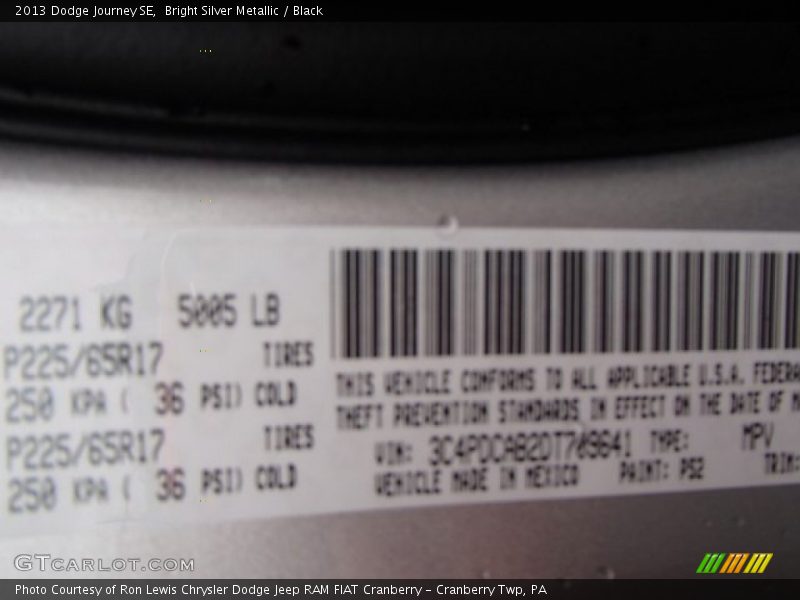 2013 Dodge Journey SE,  Bright Silver Metallic / Black
2271 KG 5005 LB
P225/65R17 TIRES
250 KPA ( 36 PSI) COLD
P225/65R17 TIRES
250 KPA ( 36 PSI) COLD
THIS VEHICLE CONFORMS TO ALL APPLICABLE U.S.A. FEDERA
THEFT PREVENTION STANDARDS IN EFFECT ON THE DATE OF M
VIN: TYPE: MPV
VEHICLE MADE IN MEXICO PAINT: PS2 TRIM:
GTCARLOT.COM
Photo Courtesy of Ron Lewis Chrysler Dodge Jeep RAM FIAT Cranberry – Cranberry Twp, PA